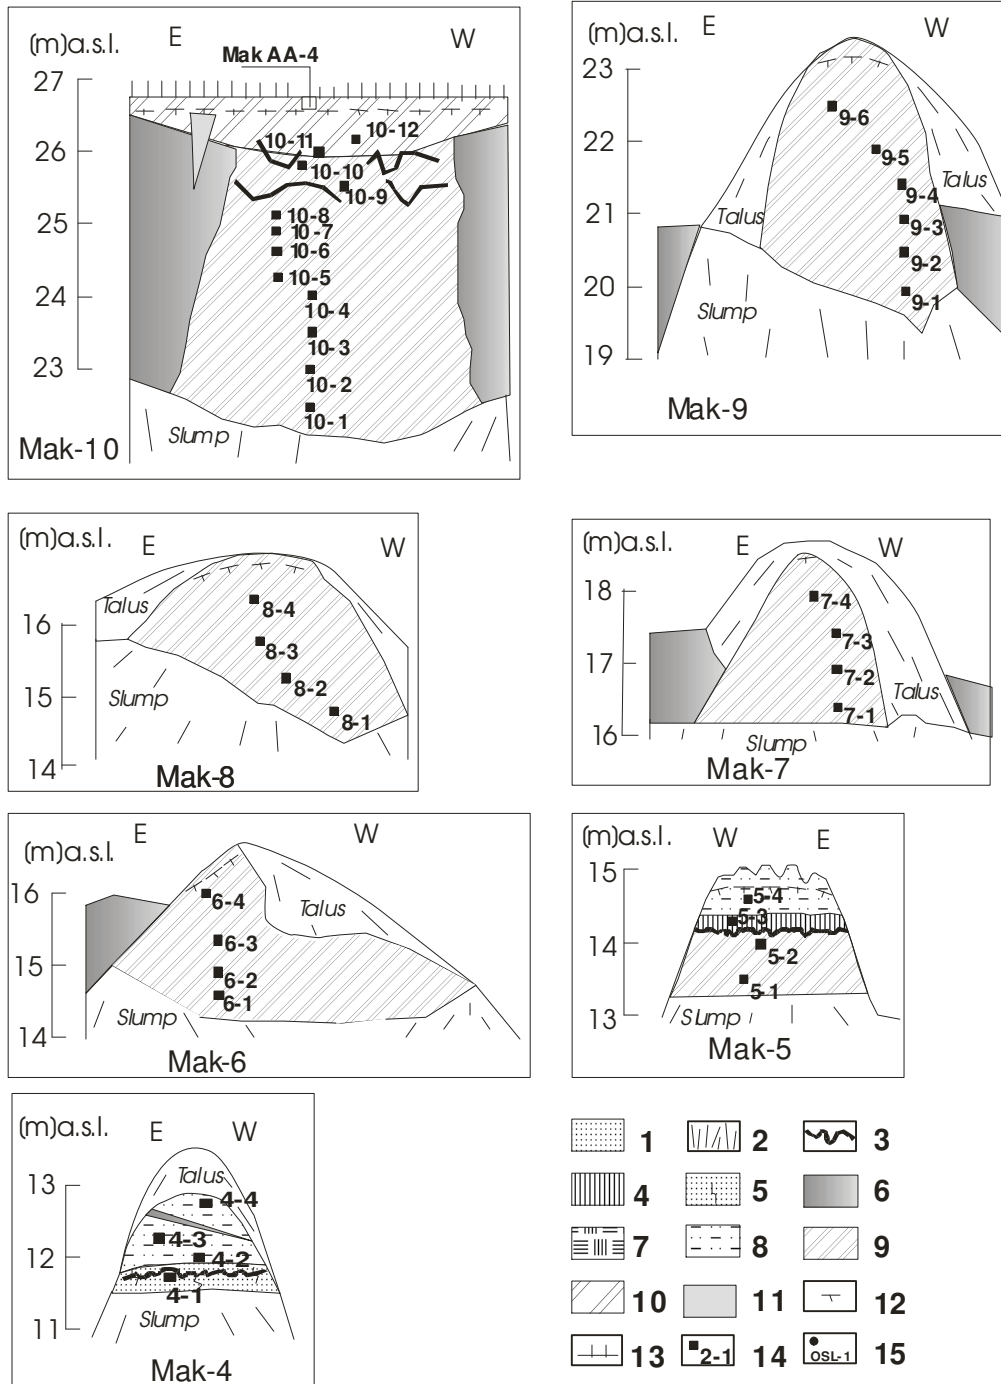 (m)a.s.l.
E
W
Mak AA-4
27
26
25
24
23
10-12
10-11
10-10
10-9
10-8
10-7
10-6
10-5
10-4
10-3
10-2
10-1
Slump
Mak-10
(m)a.s.l.
E
W
23
22
21
20
19
9-6
9-5
9-4
9-3
9-2
9-1
Talus
Talus
Slump
Mak-9
(m)a.s.l.
E
W
16
15
14
Talus
8-4
8-3
8-2
8-1
Slump
Mak-8
(m)a.s.l.
E
W
18
17
16
7-4
7-3
7-2
7-1
Talus
Slump
Mak-7
(m)a.s.l.
E
W
16
15
14
6-4
6-3
6-2
6-1
Talus
Slump
Mak-6
(m)a.s.l.
W
E
15
14
13
5-4
5-3
5-2
5-1
Slump
Mak-5
(m)a.s.l.
E
W
13
12
11
Talus
4-4
4-3
4-2
4-1
Slump
Mak-4
1
2
3
4
5
6
7
8
9
10
11
12
13
2-1 14
OSL-1 15